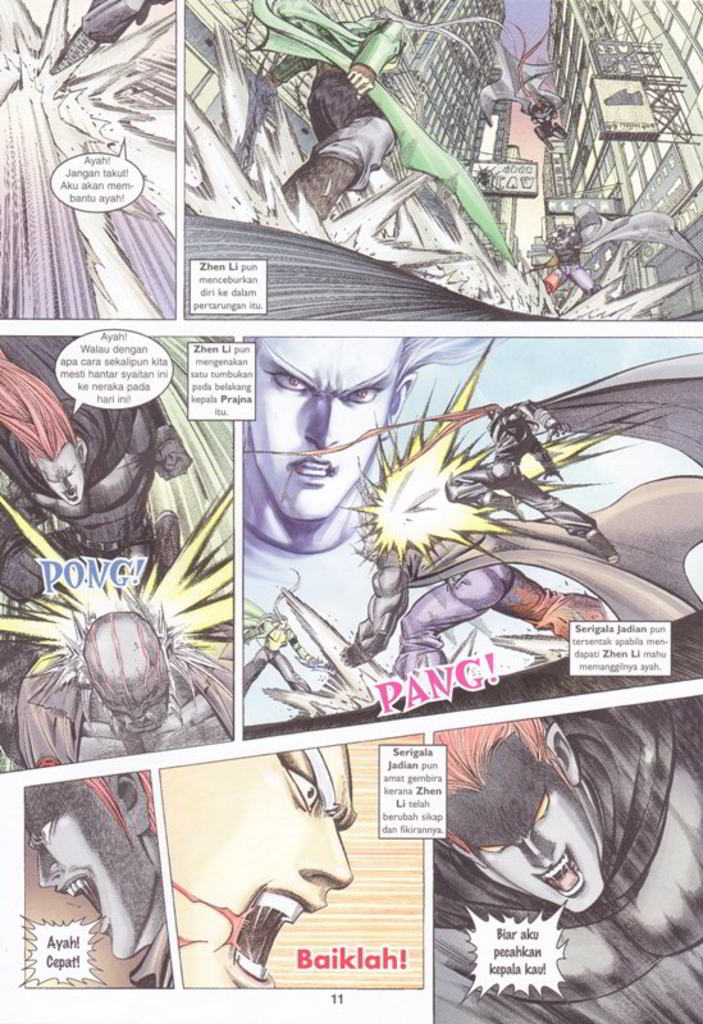 Ayah!
Jangan takut!
Aku akan mem-
bantu ayah!
Zhen Li pun
menceburkan
diri ke dalam
pertarungan itu.
Ayah!
Walau dengan
apa cara sekalipun kita
mesti hantar syaitan ini
ke neraka pada
hari ini!
PONG!
Zhen Li pun
mengenakan
satu tumbukan
pada belakang
kepala Prajna
itu.
PANG!
Serigala Jadian pun
tersentak apabila men-
dapati Zhen Li mahu
memanggilnya ayah.
Ayah!
Cepat!
Baiklah!
Serigala
Jadian pun
amat gembira
kerana Zhen
Li telah
berubah sikap
dan fikirannya.
Biar aku
pecahkan
kepala kau!
11